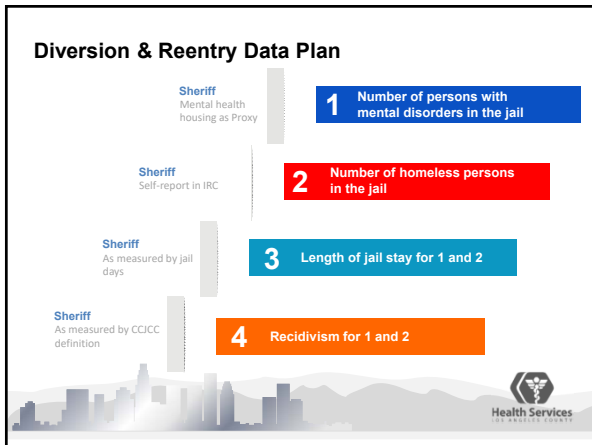 Diversion & Reentry Data Plan
Sheriff
Mental health
housing as Proxy
1
Number of persons with
mental disorders in the jail
Sheriff
Self-report in IRC
2
Number of homeless persons
in the jail
Sheriff
As measured by jail
days
3
Length of jail stay for 1 and 2
Sheriff
As measured by CCJCC
definition
4
Recidivism for 1 and 2
Health Services
LOS ANGELES COUNTY